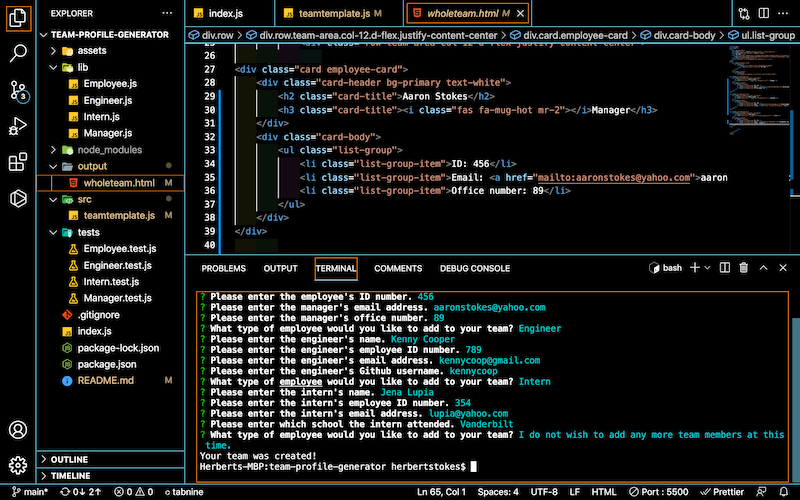 EXPLORER
index.js
teamtemplate.js M
wholeteam.html M
TEAM-PROFILE-GENERATOR
div.row
div.row.team-area.col-12.d-flex.justify-content-center
div.card.employee-card
div.card-body
ul.list-group
assets
lib
Employee.js
Engineer.js
Intern.js
Manager.js
node_modules
output
wholeteam.html M
src
teamtemplate.js M
tests
Employee.test.js
Engineer.test.js
Intern.test.js
Manager.test.js
.gitignore
index.js
package-lock.json
package.json
README.md M
OUTLINE
TIMELINE
3
26
27 <div class="card employee-card">
28 <div class="card-header bg-primary text-white">
29 <h2 class="card-title">Aaron Stokes</h2>
30 <h3 class="card-title"><i class="fas fa-mug-hot mr-2"></i>Manager</h3>
31 </div>
32 <div class="card-body">
33 <ul class="list-group">
34 <li class="list-group-item">ID: 456</li>
35 <li class="list-group-item">Email: <a href="mailto:aaronstokes@yahoo.com">aaron
36 <li class="list-group-item">Office number: 89</li>
37 </ul>
38 </div>
39 </div>
40
PROBLEMS OUTPUT TERMINAL COMMENTS DEBUG CONSOLE
bash
? Please enter the employee's ID number. 456
? Please enter the manager's email address. aaronstokes@yahoo.com
? Please enter the manager's office number. 89
? What type of employee would you like to add to your team? Engineer
? Please enter the engineer's name. Kenny Cooper
? Please enter the engineer's employee ID number. 789
? Please enter the engineer's email address. kennycoop@gmail.com
? Please enter the engineer's Github username. kennycoop
? What type of employee would you like to add to your team? Intern
? Please enter the intern's name. Jena Lupia
? Please enter the intern's employee ID number. 354
? Please enter the intern's email address. lupia@yahoo.com
? Please enter which school the intern attended. Vanderbilt
? What type of employee would you like to add to your team? I do not wish to add any more team members at this
time.
Your team was created!
Herberts-MBP:team-profile-generator herbertstokes$
main* 0↓ 2↑ 0 0 tabnine Ln 65, Col 1 Spaces: 4 UTF-8 LF HTML Port : 5500 Prettier